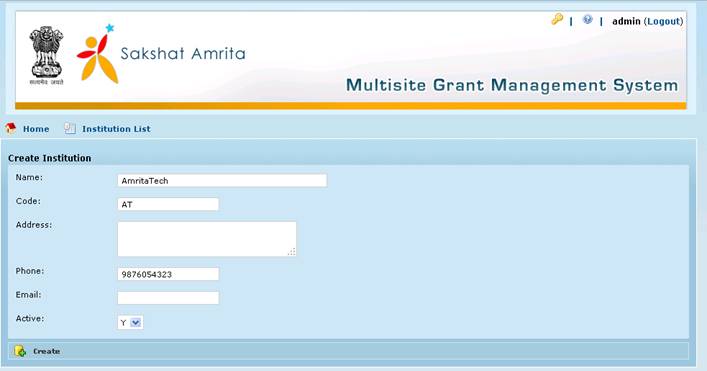 admin (Logout)
Sakshat Amrita
सत्यमेव जयते
Multisite Grant Management System
Home Institution List
Create Institution
Name: AmritaTech
Code: AT
Address:
Phone: 9876054323
Email:
Active: Y
Create